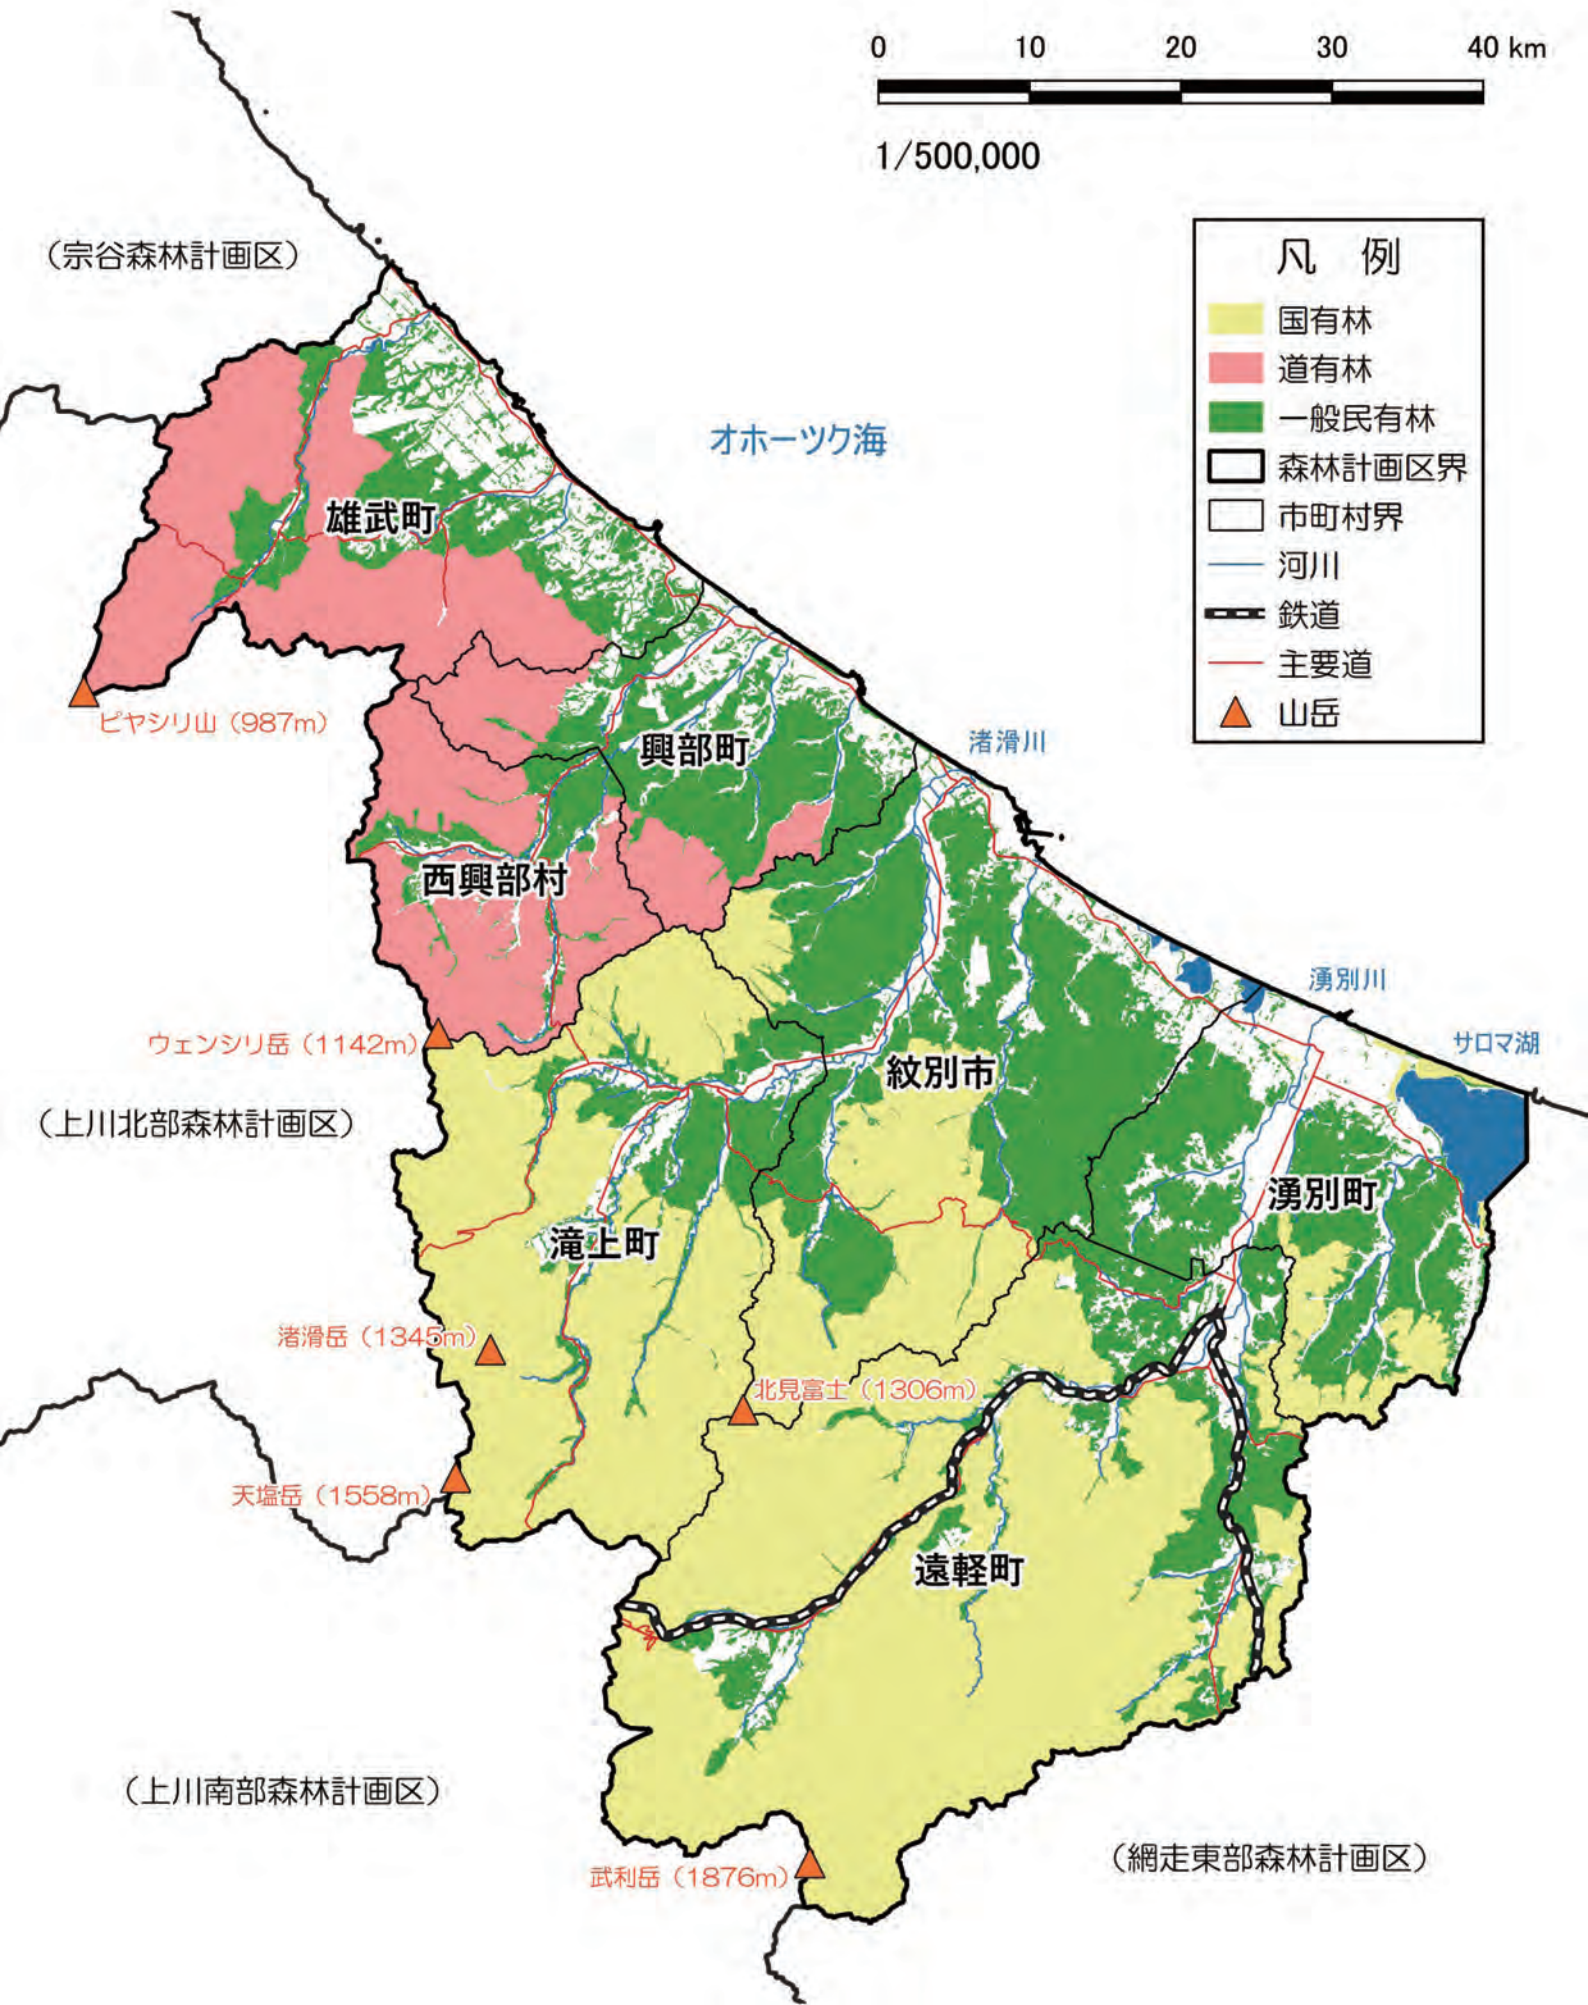 0 10 20 30 40 km
1/500,000
凡 例
国有林
道有林
一般民有林
森林計画区界
市町村界
河川
鉄道
主要道
山岳
(宗谷森林計画区)
オホーツク海
雄武町
ピヤシリ山(987m)
興部町
渚滑川
西興部村
湧別川
ウェンシリ岳(1142m)
サロマ湖
紋別市
(上川北部森林計画区)
湧別町
滝上町
渚滑岳(1345m)
北見富士(1306m)
天塩岳(1558m)
遠軽町
(上川南部森林計画区)
(網走東部森林計画区)
武利岳(1876m)